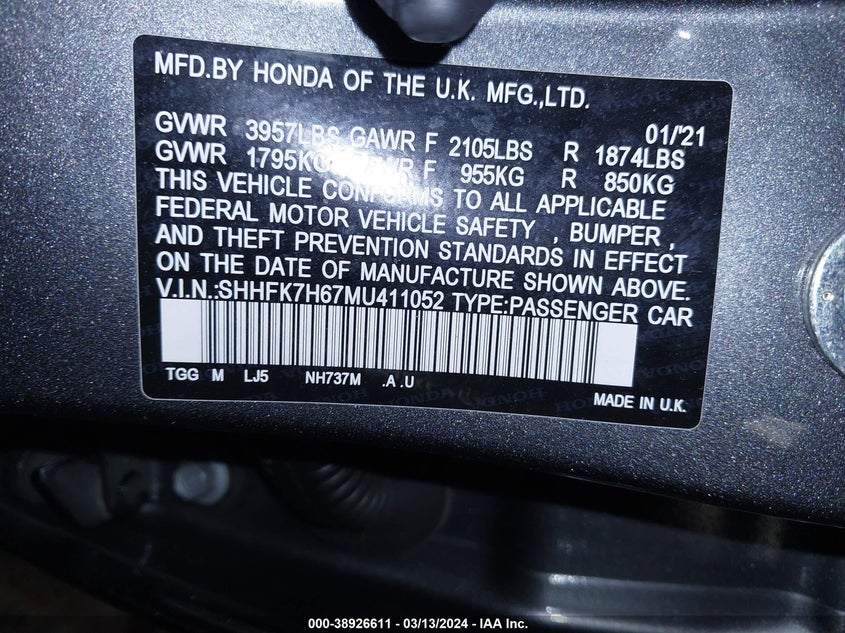 MFD.BY HONDA OF THE U.K. MFG.,LTD.
01/'21
GVWR 3957LBS GAWR F 2105LBS R 1874LBS
GVWR 1795KG GAWR F 955KG R 850KG
THIS VEHICLE CONFORMS TO ALL APPLICABLE
FEDERAL MOTOR VEHICLE SAFETY , BUMPER ,
AND THEFT PREVENTION STANDARDS IN EFFECT
ON THE DATE OF MANUFACTURE SHOWN ABOVE.
V.I.N.:SHHFK7H67MU411052 TYPE:PASSENGER CAR
TGG M LJ5 NH737M .A .U
MADE IN U.K.
000-38926611 — 03/13/2024 — IAA Inc.